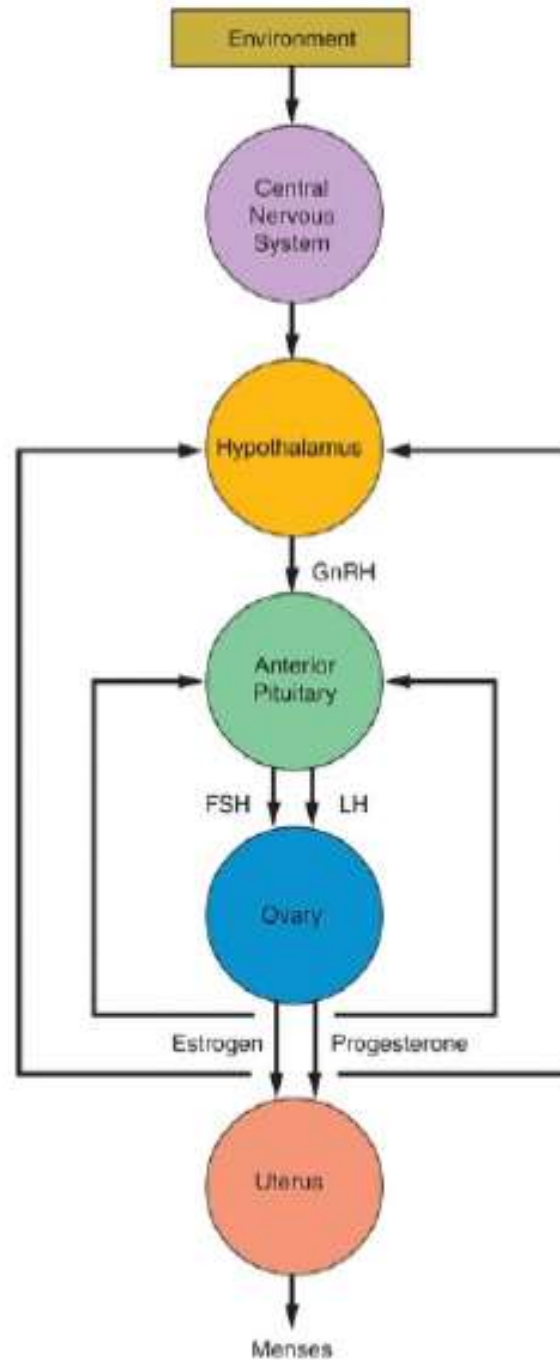 Environment
Central
Nervous
System
Hypothalamus
GnRH
Anterior
Pituitary
FSH LH
Ovary
Estrogen Progesterone
Uterus
Menses